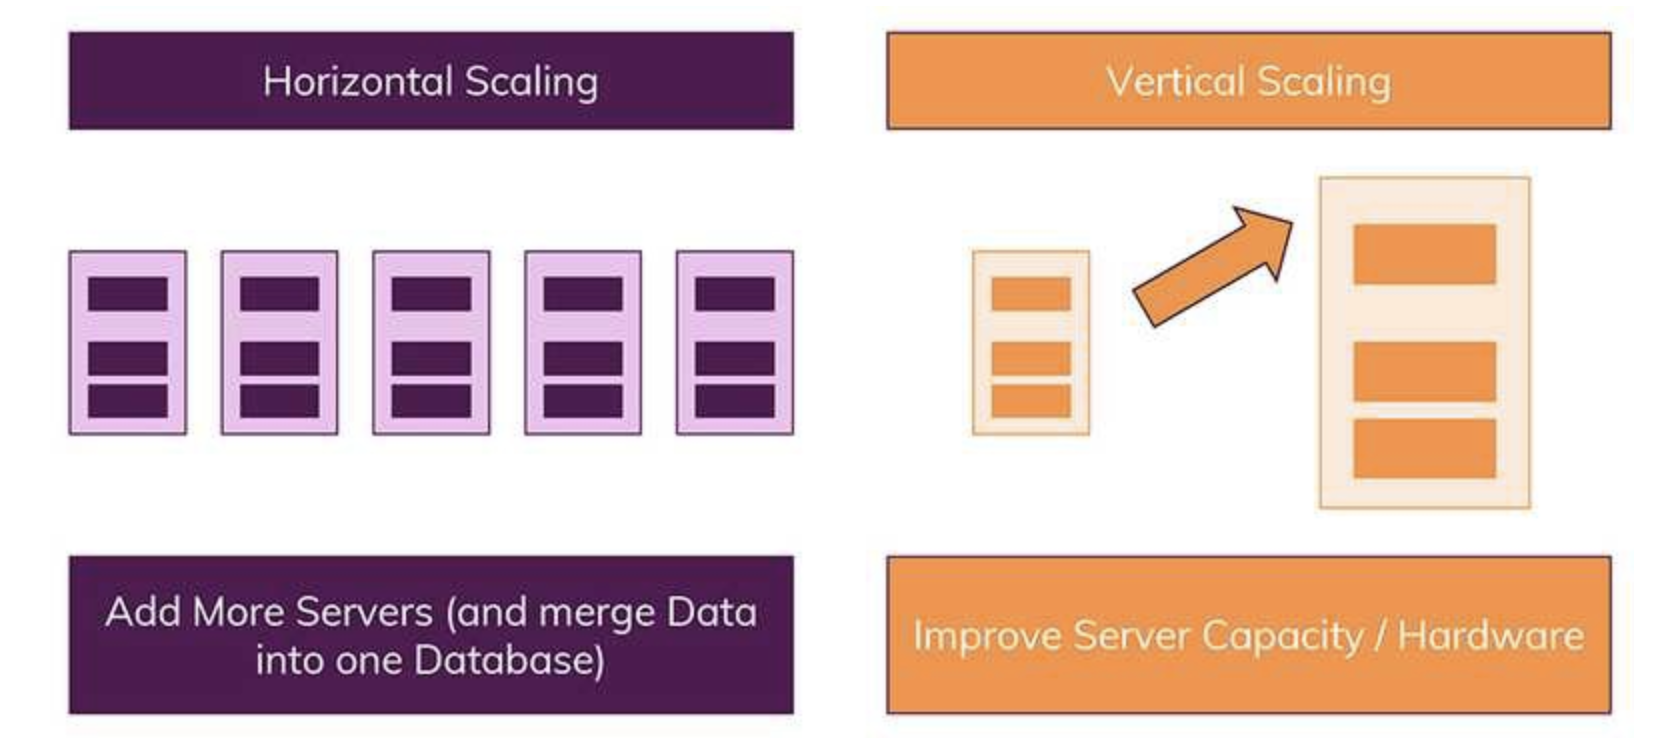 Horizontal Scaling
Vertical Scaling
Add More Servers (and merge Data
into one Database)
Improve Server Capacity / Hardware